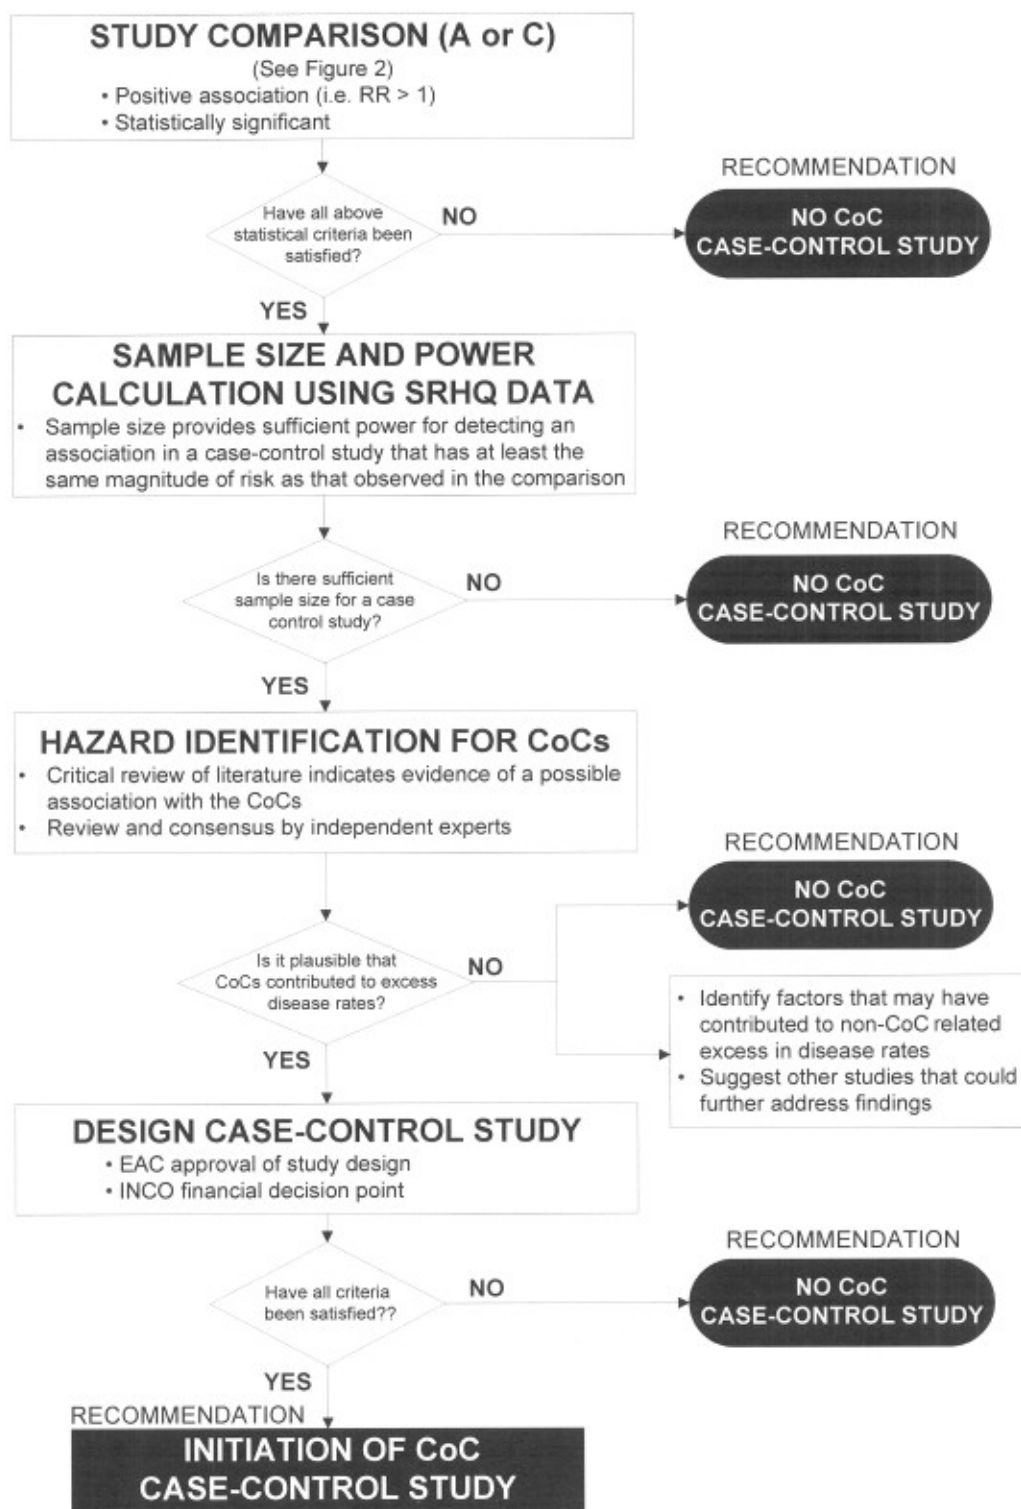 STUDY COMPARISON (A or C)
(See Figure 2)
• Positive association (i.e. RR > 1)
• Statistically significant
RECOMMENDATION
Have all above
statistical criteria been
satisfied?
NO
NO CoC
CASE-CONTROL STUDY
YES
SAMPLE SIZE AND POWER
CALCULATION USING SRHQ DATA
• Sample size provides sufficient power for detecting an
association in a case-control study that has at least the
same magnitude of risk as that observed in the comparison
RECOMMENDATION
Is there sufficient
sample size for a case
control study?
NO
NO CoC
CASE-CONTROL STUDY
YES
HAZARD IDENTIFICATION FOR CoCs
• Critical review of literature indicates evidence of a possible
association with the CoCs
• Review and consensus by independent experts
RECOMMENDATION
NO CoC
CASE-CONTROL STUDY
Is it plausible that
CoCs contributed to excess
disease rates?
NO
• Identify factors that may have
contributed to non-CoC related
excess in disease rates
• Suggest other studies that could
further address findings
YES
DESIGN CASE-CONTROL STUDY
• EAC approval of study design
• INCO financial decision point
RECOMMENDATION
Have all criteria
been satisfied??
NO
NO CoC
CASE-CONTROL STUDY
YES
RECOMMENDATION
INITIATION OF CoC
CASE-CONTROL STUDY